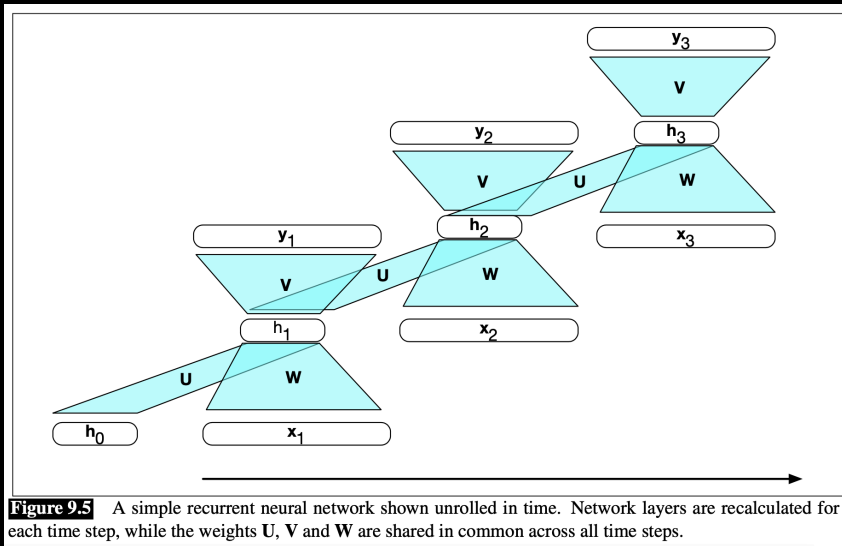 y3
V
h3
y2
V
U
W
h2
x3
y1
V
U
W
h1
x2
U
W
h0
x1
Figure 9.5 A simple recurrent neural network shown unrolled in time. Network layers are recalculated for
each time step, while the weights U, V and W are shared in common across all time steps.